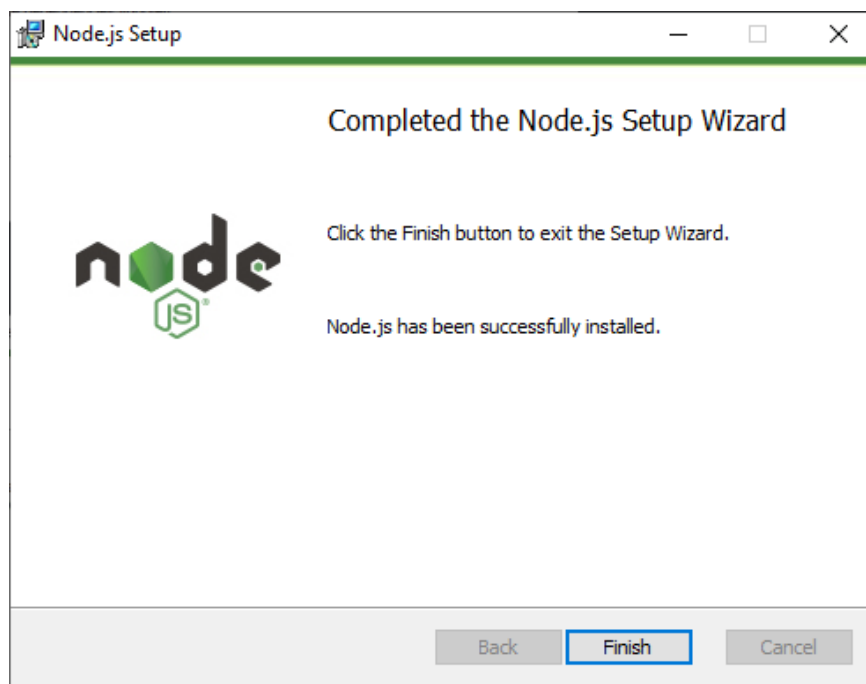 Node.js Setup
Completed the Node.js Setup Wizard
Click the Finish button to exit the Setup Wizard.
node
JS®
Node.js has been successfully installed.
Back
Finish
Cancel